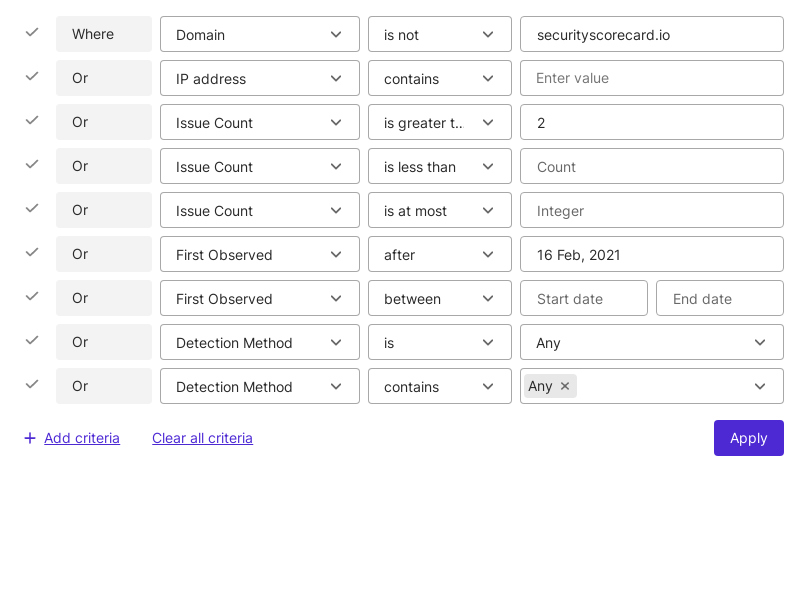 Where Domain is not securityscorecard.io
Or IP address contains Enter value
Or Issue Count is greater t... 2
Or Issue Count is less than Count
Or Issue Count is at most Integer
Or First Observed after 16 Feb, 2021
Or First Observed between Start date End date
Or Detection Method is Any
Or Detection Method contains Any
Add criteria Clear all criteria Apply